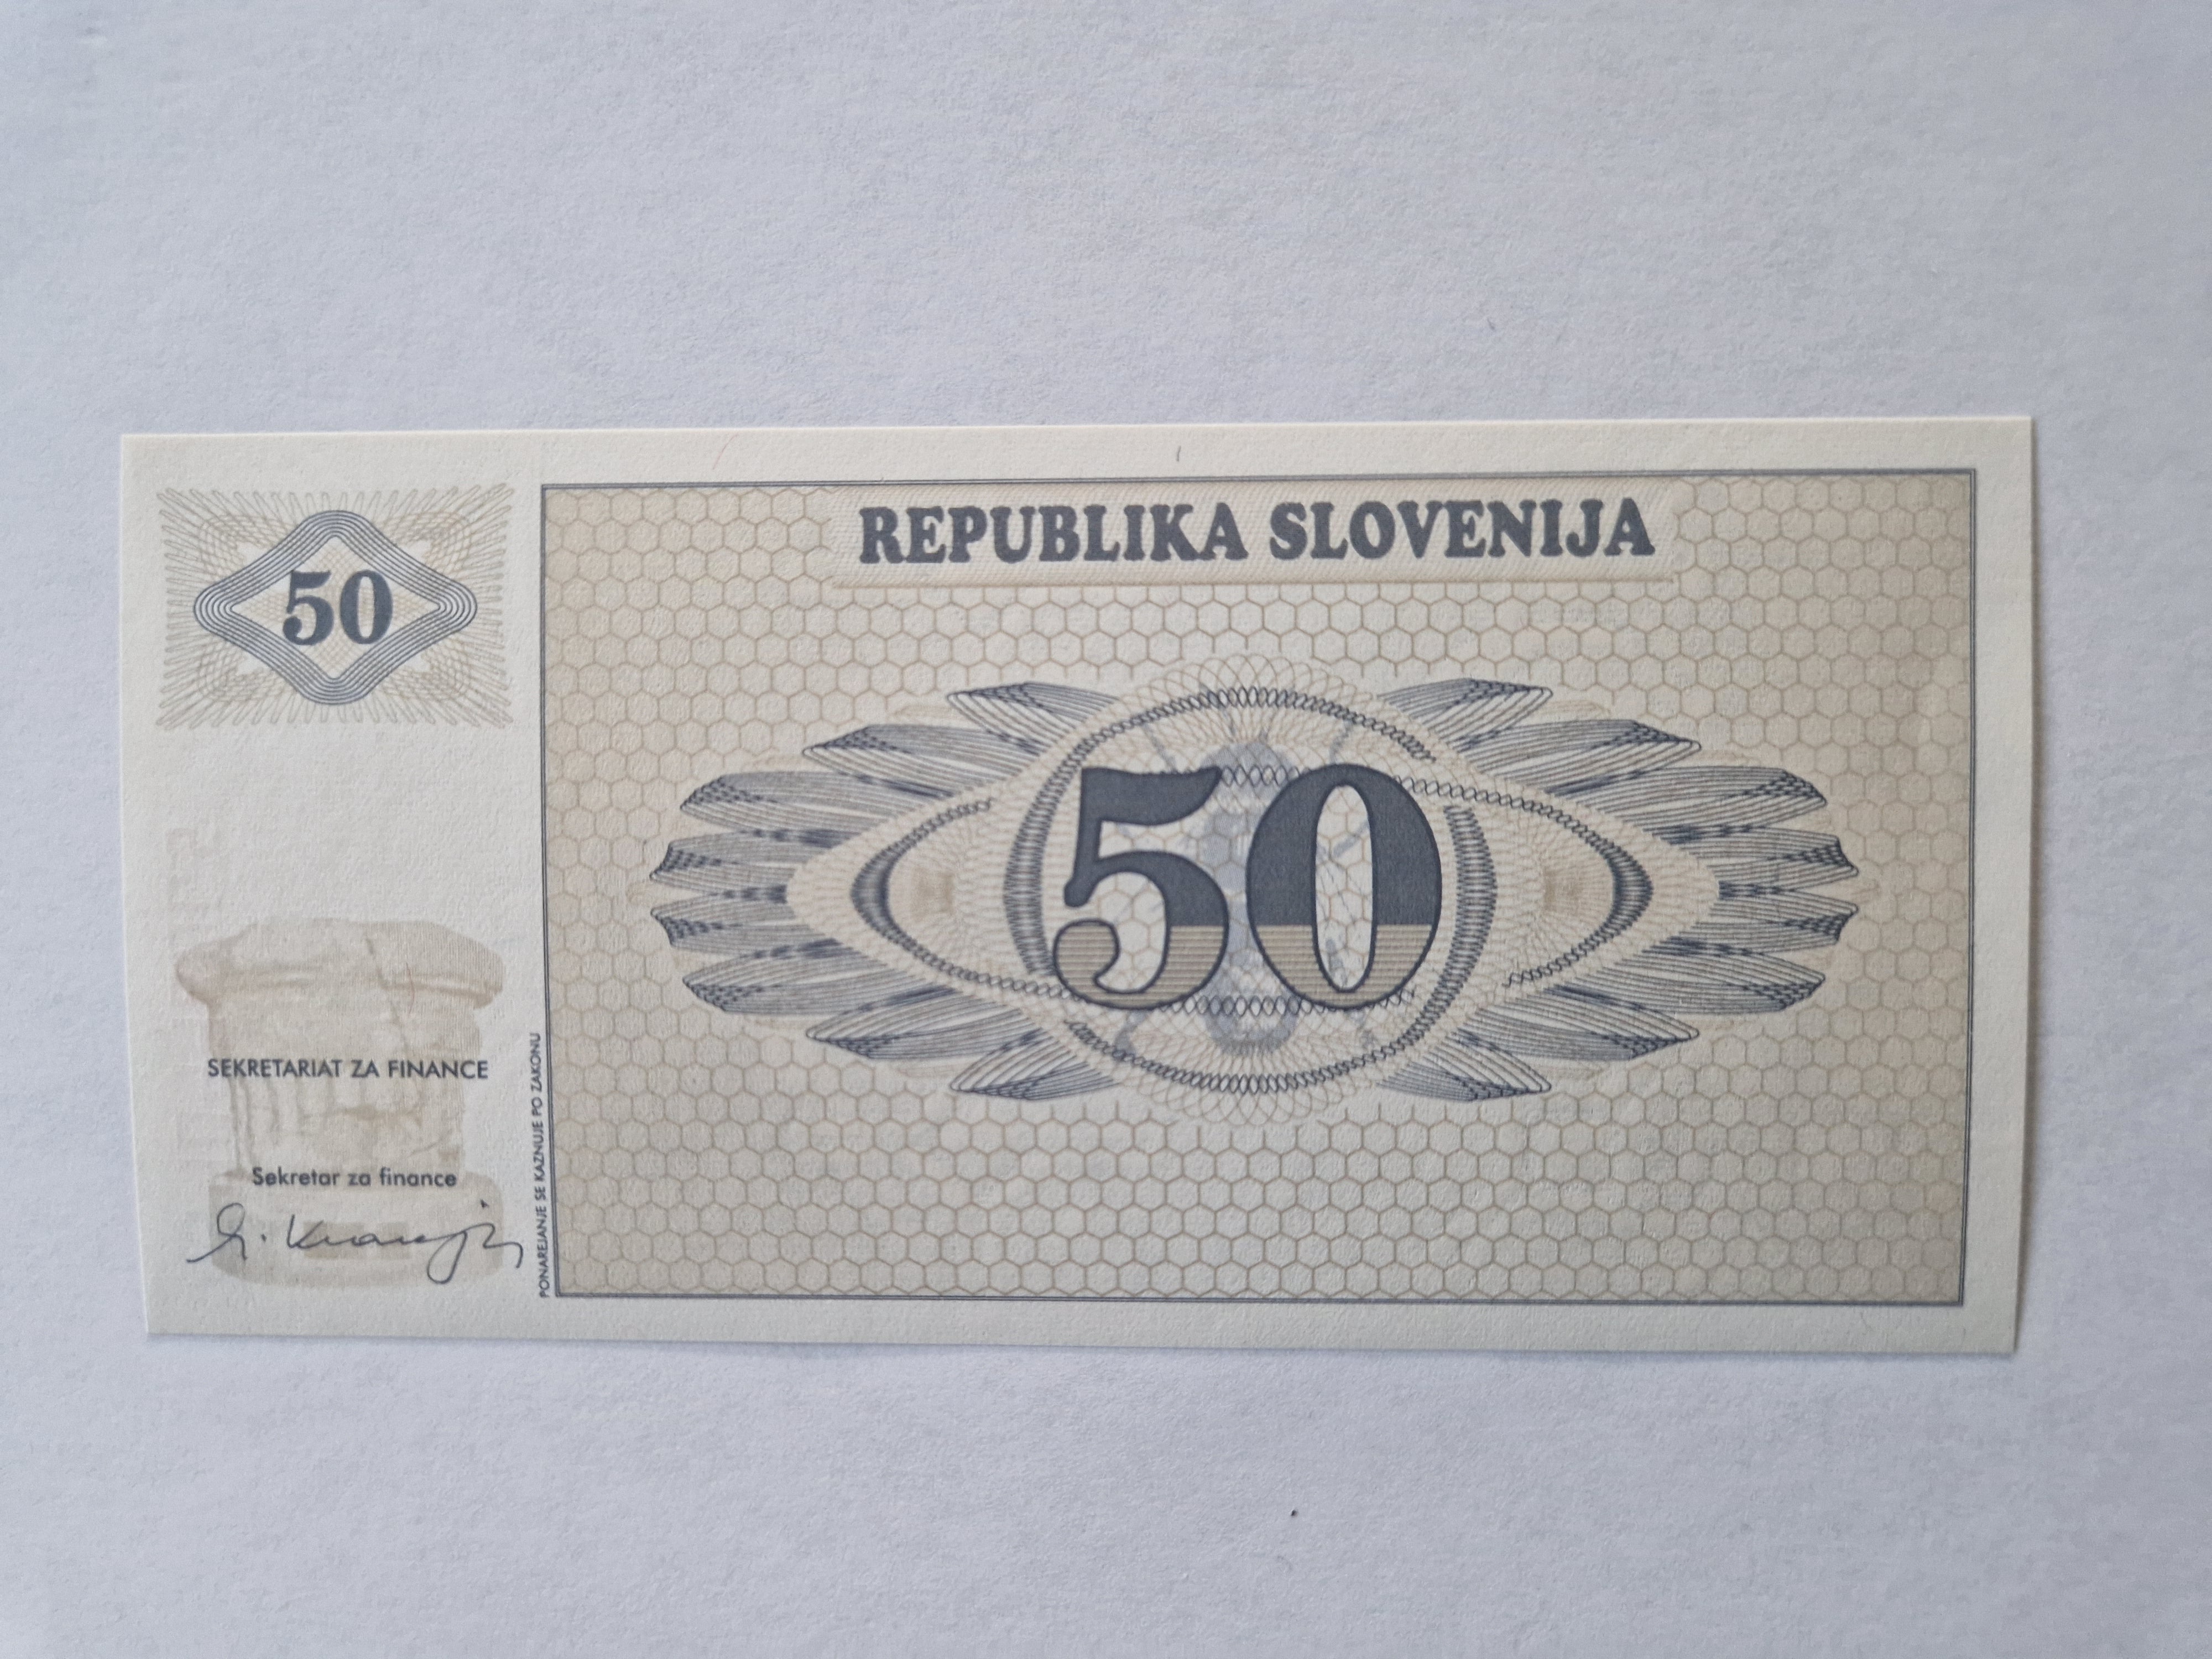 50
REPUBLIKA SLOVENIJA
50
SEKRETARIAT ZA FINANCE
Sekretar za finance
PONAREJANJE SE KAZNUJE PO ZAKONU